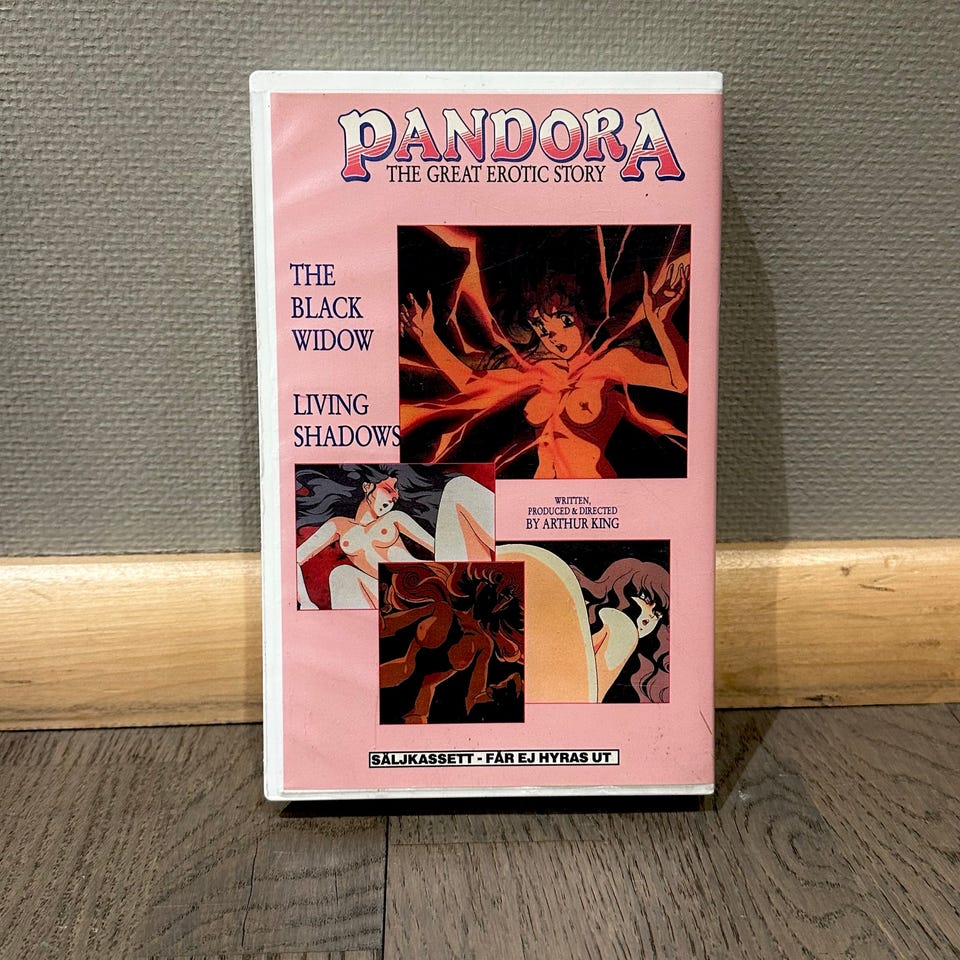 PANDORA
THE GREAT EROTIC STORY
THE
BLACK
WIDOW
LIVING
SHADOWS
WRITTEN,
PRODUCED & DIRECTED
BY ARTHUR KING
SÄLJKASSETT - FÅR EJ HYRAS UT